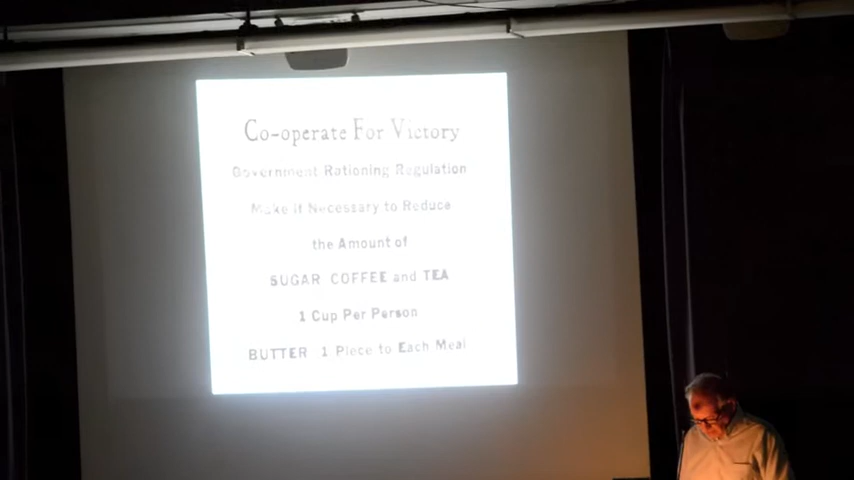 Co-operate For Victory
Government Rationing Regulation
Make it Necessary to Reduce
the Amount of
SUGAR COFFEE and TEA
1 Cup Per Person
BUTTER 1 Piece to Each Meal